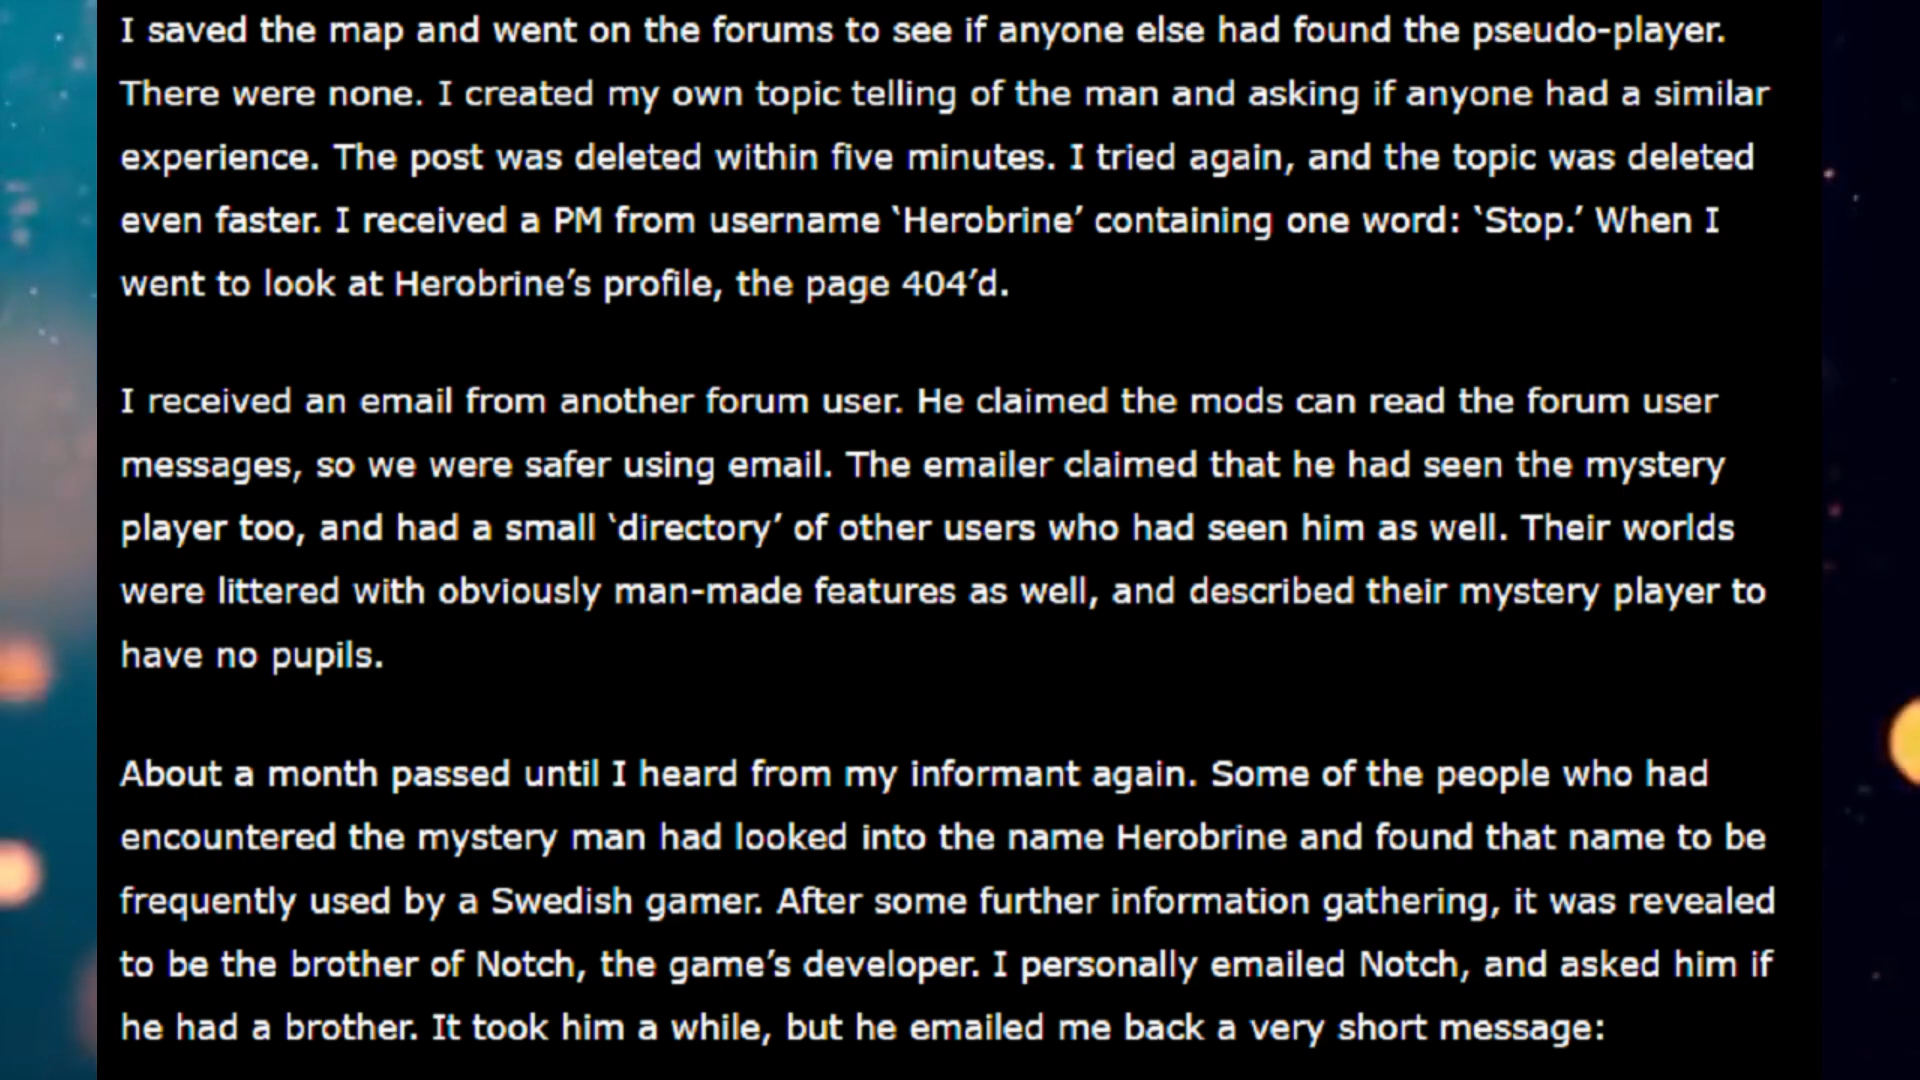 I saved the map and went on the forums to see if anyone else had found the pseudo-player.
There were none. I created my own topic telling of the man and asking if anyone had a similar
experience. The post was deleted within five minutes. I tried again, and the topic was deleted
even faster. I received a PM from username ‘Herobrine’ containing one word: ‘Stop.’ When I
went to look at Herobrine’s profile, the page 404’d.
I received an email from another forum user. He claimed the mods can read the forum user
messages, so we were safer using email. The emailer claimed that he had seen the mystery
player too, and had a small ‘directory’ of other users who had seen him as well. Their worlds
were littered with obviously man-made features as well, and described their mystery player to
have no pupils.
About a month passed until I heard from my informant again. Some of the people who had
encountered the mystery man had looked into the name Herobrine and found that name to be
frequently used by a Swedish gamer. After some further information gathering, it was revealed
to be the brother of Notch, the game’s developer. I personally emailed Notch, and asked him if
he had a brother. It took him a while, but he emailed me back a very short message: